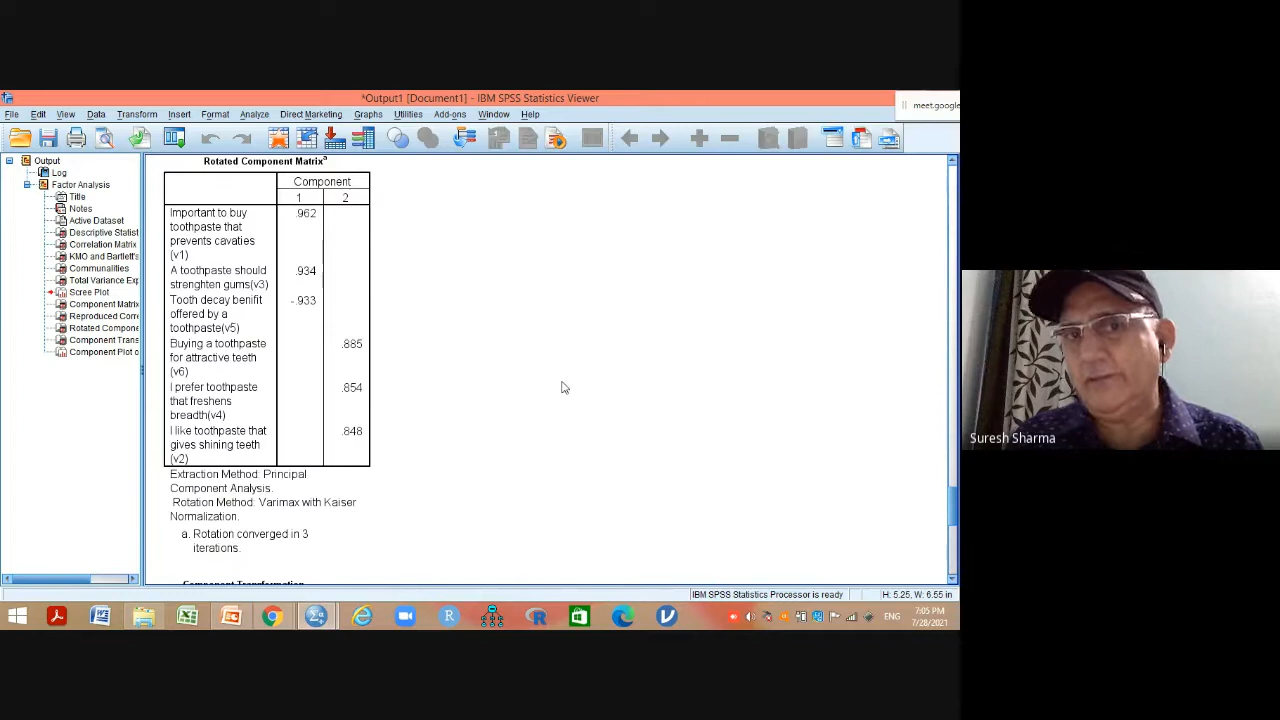 *Output1 [Document1] - IBM SPSS Statistics Viewer
meet.google
File Edit View Data Transform Insert Format Analyze Direct Marketing Graphs Utilities Add-ons Window Help
Output
Log
Factor Analysis
Title
Notes
Active Dataset
Descriptive Statist
Correlation Matrix
KMO and Bartlett's
Communalities
Total Variance Exp
Scree Plot
Component Matrix
Reproduced Corre
Rotated Compone
Component Trans
Component Plot o
Rotated Component Matrixa
Component
1 2
Important to buy .962
toothpaste that
prevents cavaties
(v1)
A toothpaste should .934
strenghten gums(v3)
Tooth decay benifit -.933
offered by a
toothpaste(v5)
Buying a toothpaste .885
for attractive teeth
(v6)
I prefer toothpaste .854
that freshens
breadth(v4)
I like toothpaste that .848
gives shining teeth
(v2)
Extraction Method: Principal
Component Analysis.
Rotation Method: Varimax with Kaiser
Normalization.
a. Rotation converged in 3
iterations.
Component Transformation
IBM SPSS Statistics Processor is ready H: 5.25, W: 6.55 in
ENG
7:05 PM
7/28/2021
Suresh Sharma